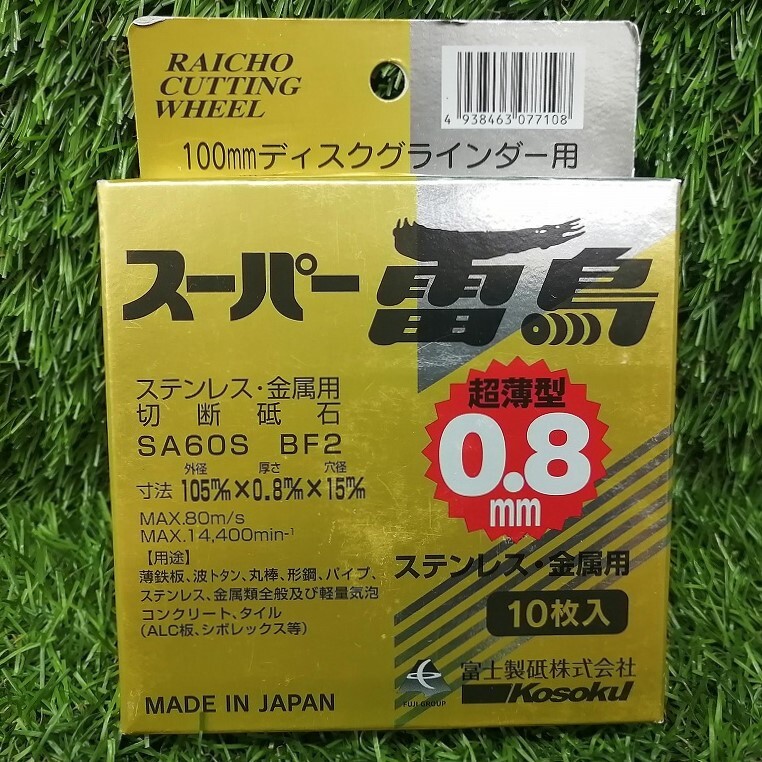 RAICHO
CUTTING
WHEEL
4 938463 077108
100mmディスクグラインダー用
スーパー雷鳥
ステンレス・金属用
切断砥石
SA60S BF2
外径 厚さ 穴径
寸法 105m/m×0.8m/m×15m/m
MAX.80m/s
MAX.14,400min-1
【用途】
薄鉄板、波トタン、丸棒、形鋼、パイプ、
ステンレス、金属類全般及び軽量気泡
コンクリート、タイル
(ALC板、シポレックス等)
MADE IN JAPAN
超薄型
0.8
mm
ステンレス・金属用
10枚入
FUJI GROUP
富士製砥株式会社
Kosoku